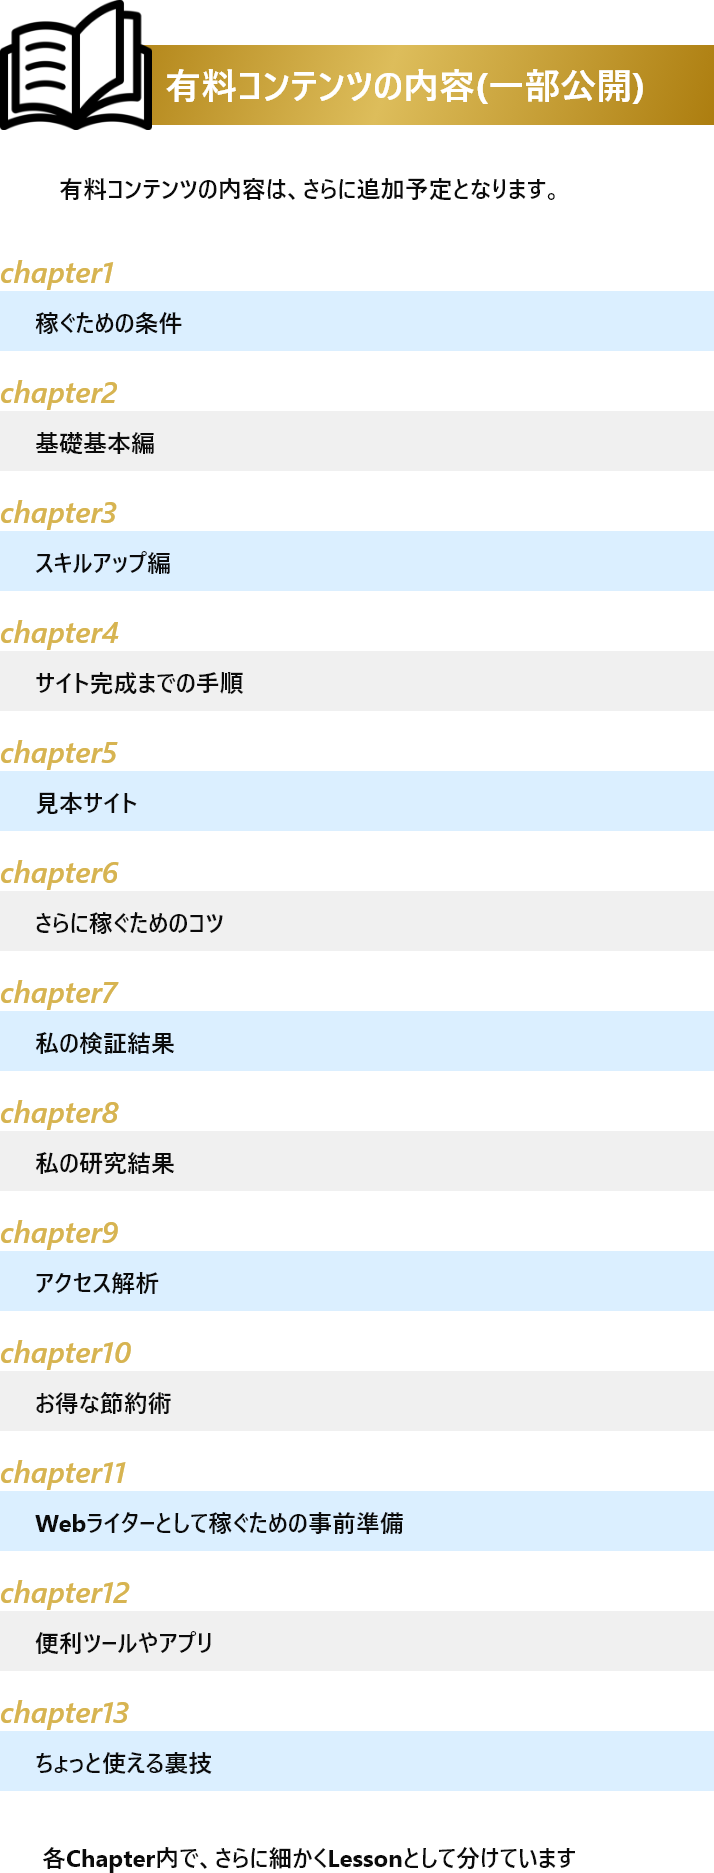 有料コンテンツの内容(一部公開)
有料コンテンツの内容は、さらに追加予定となります。
chapter1
稼ぐための条件
chapter2
基礎基本編
chapter3
スキルアップ編
chapter4
サイト完成までの手順
chapter5
見本サイト
chapter6
さらに稼ぐためのコツ
chapter7
私の検証結果
chapter8
私の研究結果
chapter9
アクセス解析
chapter10
お得な節約術
chapter11
Webライターとして稼ぐための事前準備
chapter12
便利ツールやアプリ
chapter13
ちょっと使える裏技
各Chapter内で、さらに細かくLessonとして分けています